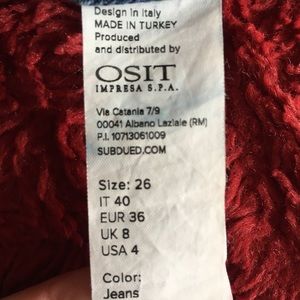 Design in Italy
MADE IN TURKEY
Produced
and distributed by
OSIT
IMPRESA S.P.A.
Via Catania 7/9
00041 Albano Laziale (RM)
P.I. 10713061009
SUBDUED.COM
Size: 26
IT 40
EUR 36
UK 8
USA 4
Color:
Jeans